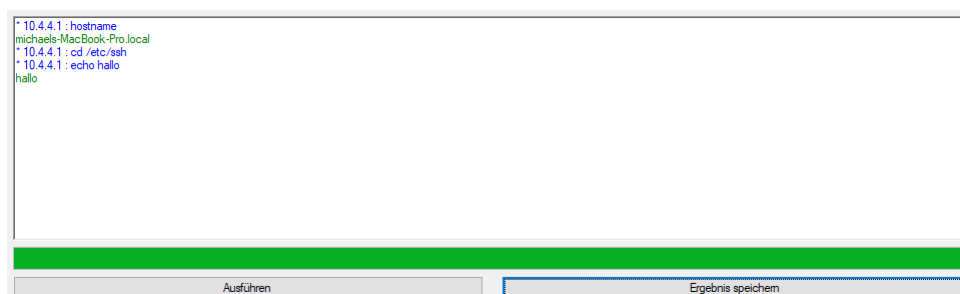 * 10.4.4.1 : hostname
michaels-MacBook-Pro.local
* 10.4.4.1 : cd /etc/ssh
* 10.4.4.1 : echo hallo
hallo
Ausführen
Ergebnis speichern